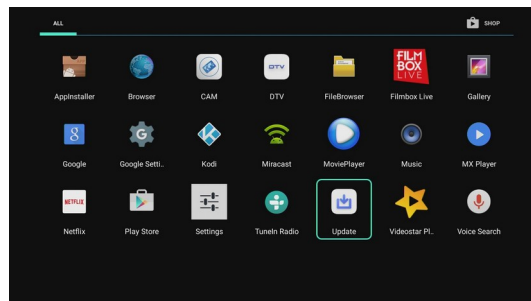 ALL
SHOP
DTV
FILM
BOX
LIVE
AppInstaller
Browser
CAM
DTV
FileBrowser
Filmbox Live
Gallery
8
G
Google
Google Setti..
Kodi
Miracast
MoviePlayer
Music
MX Player
NETFLIX
Netflix
Play Store
Settings
TuneIn Radio
Update
Videostar Pl..
Voice Search